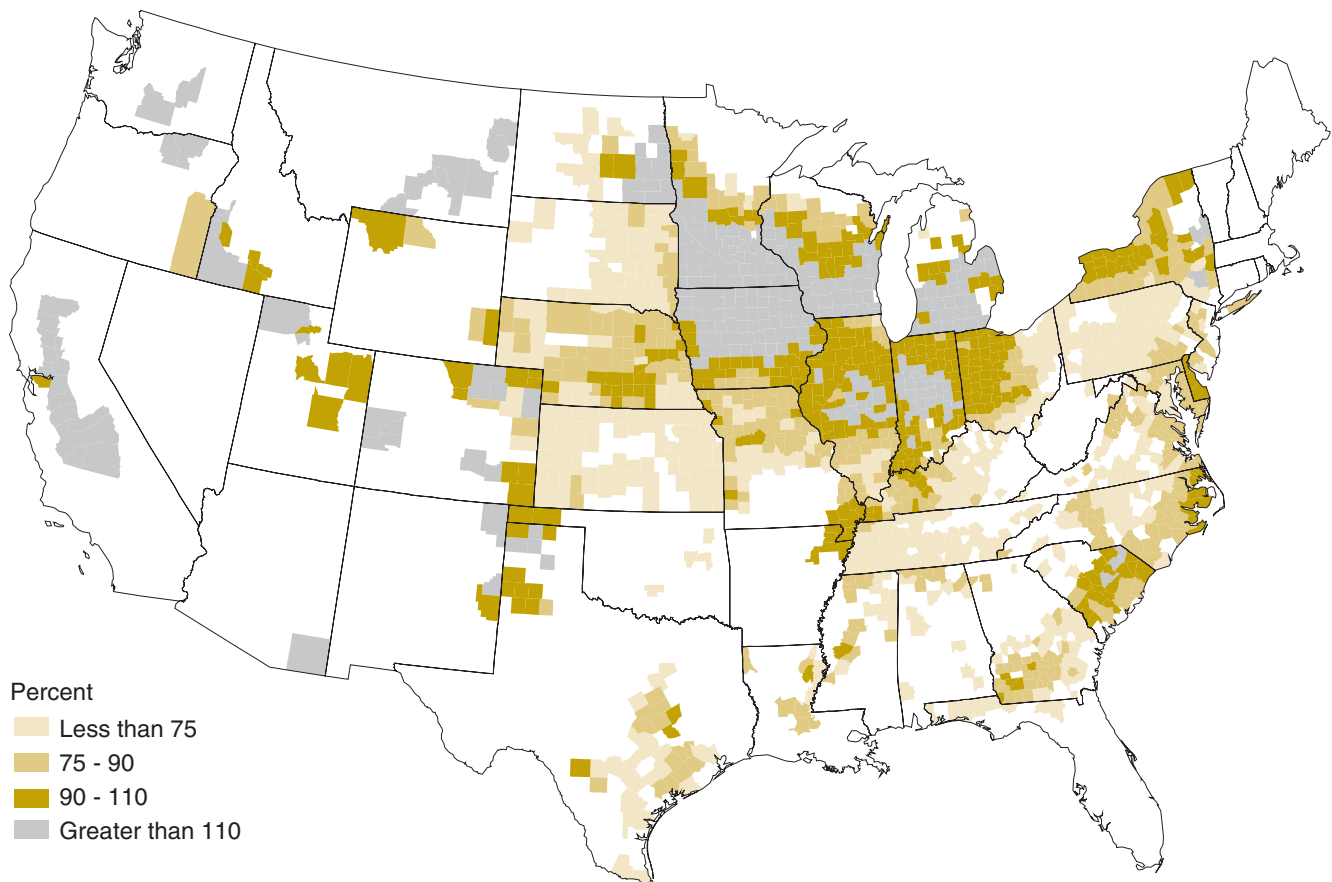 Percent
Less than 75
75 - 90
90 - 110
Greater than 110